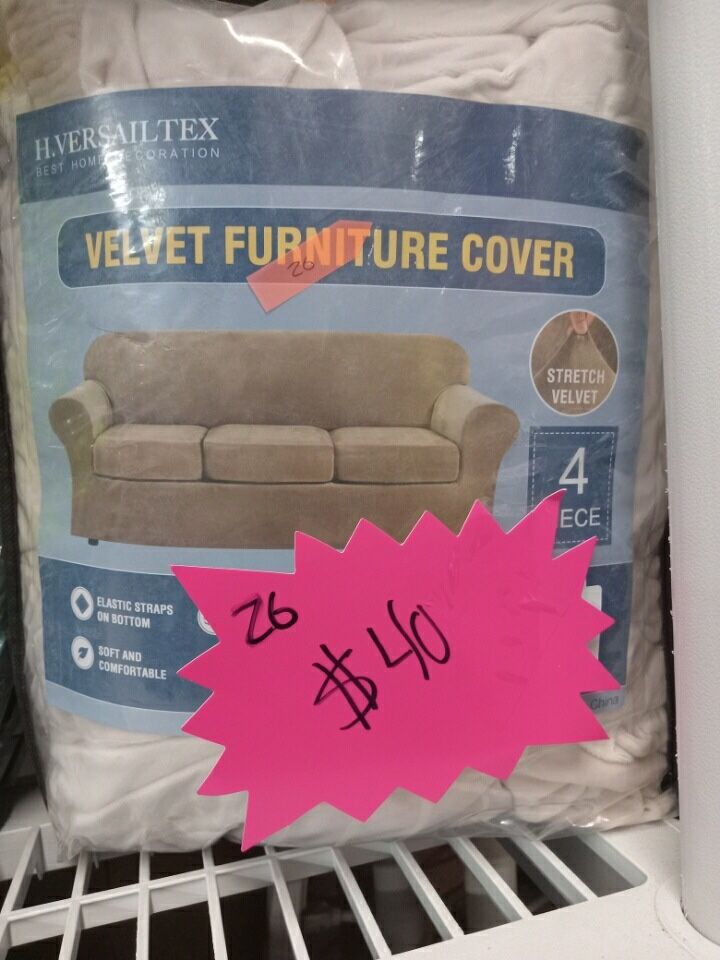 H.VERSAILTEX
BEST HOME DECORATION
VELVET FURNITURE COVER
26
STRETCH
VELVET
4
ECE
ELASTIC STRAPS
ON BOTTOM
SOFT AND
COMFORTABLE
26
$40
China